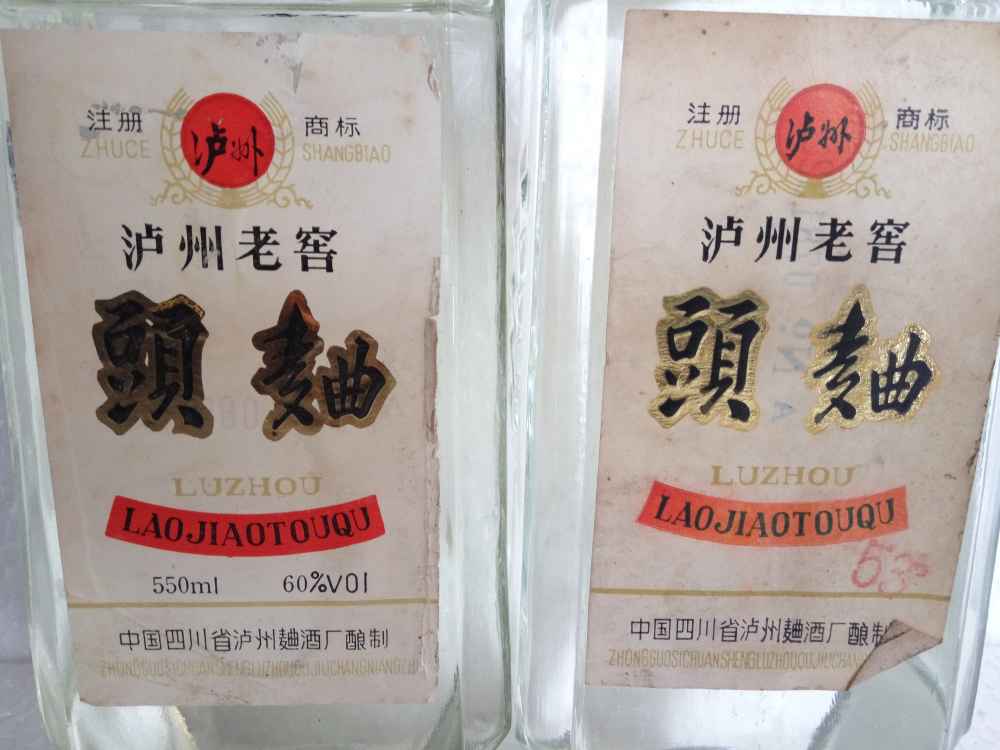 注册 泸州 商标
ZHUCE SHANGBIAO
泸州老窖
頭麯
LUZHOU
LAOJIAOTOUQU
550ml 60%VOl
中国四川省泸州麯酒厂酿制
注册 泸州 商标
ZHUCE SHANGBIAO
泸州老窖
頭麯
LUZHOU
LAOJIAOTOUQU
53°
中国四川省泸州麯酒厂酿制